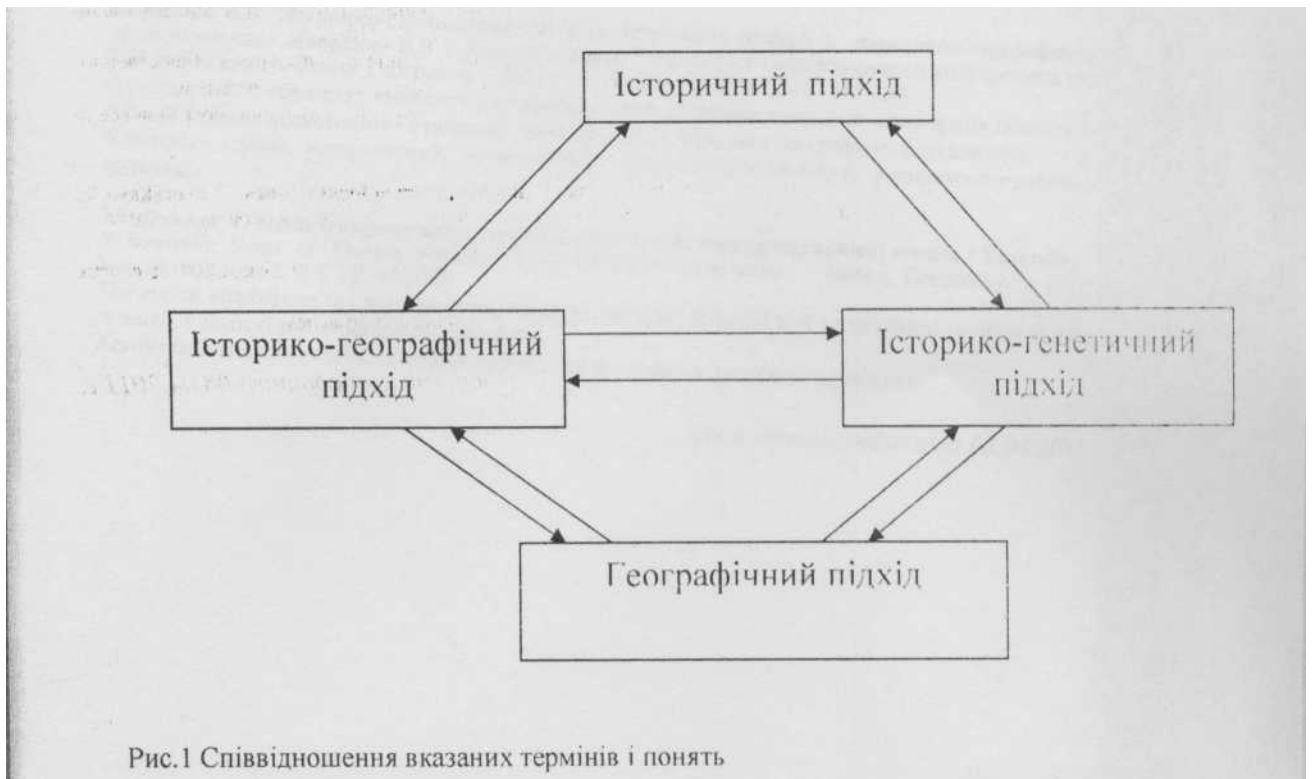 Історичний підхід
Історико-географічний
підхід
Історико-генетичний
підхід
Географічний підхід
Рис.1 Співвідношення вказаних термінів і понять